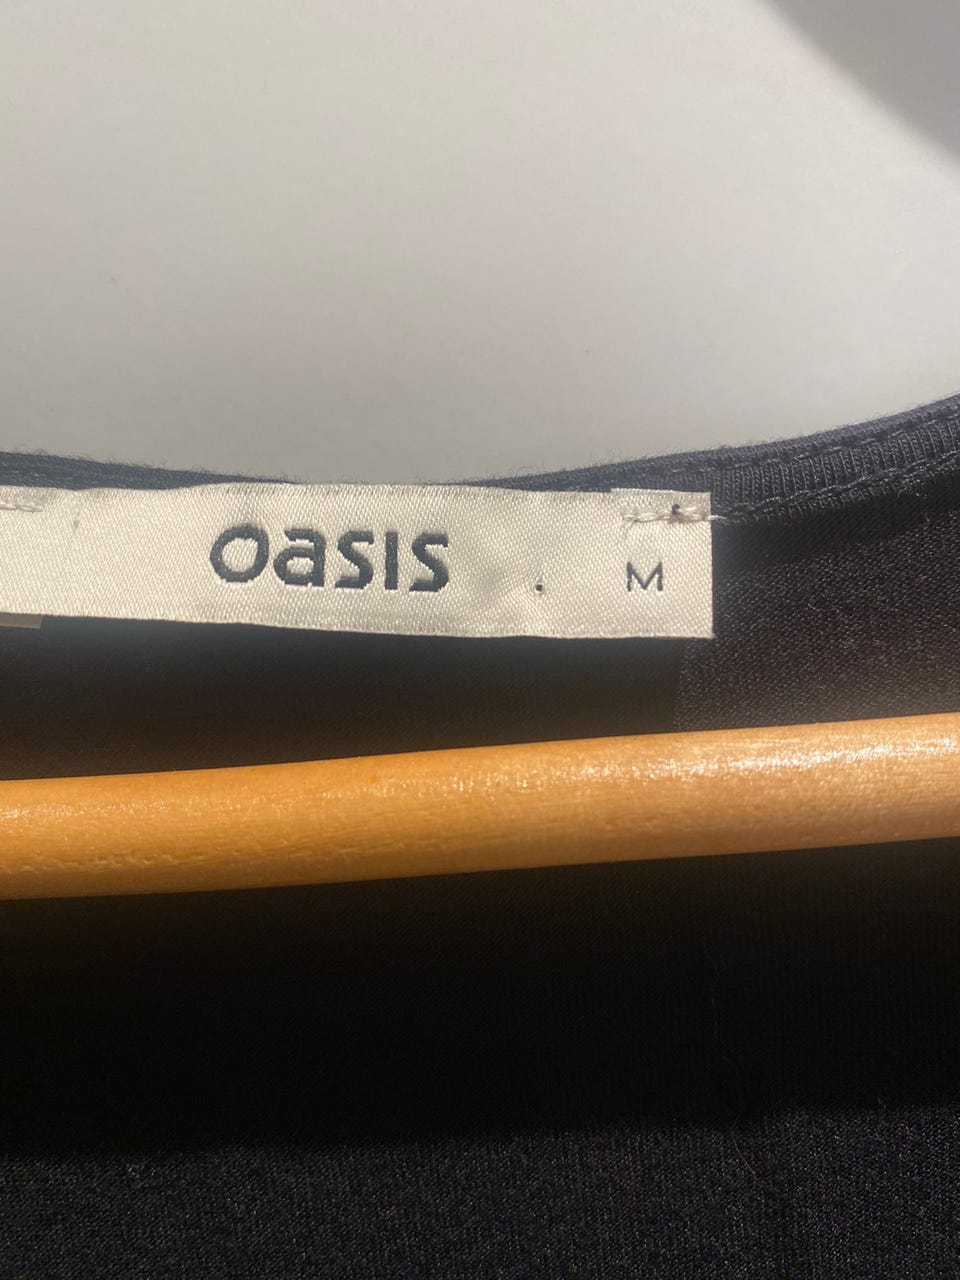 oasis . M